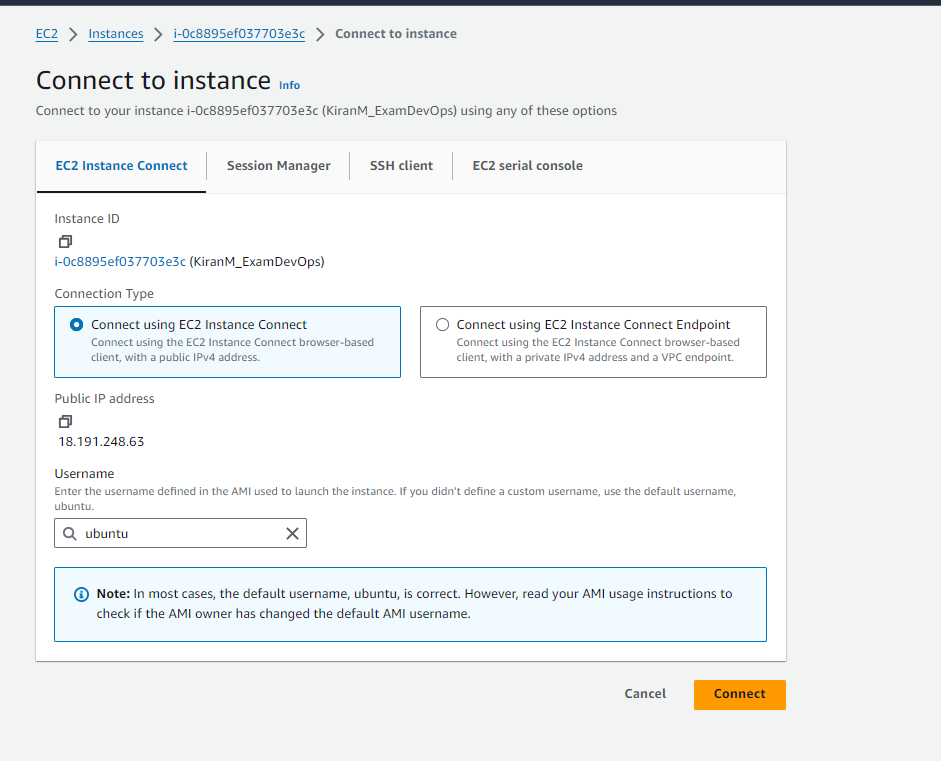 EC2 > Instances > i-0c8895ef037703e3c > Connect to instance
Connect to instance Info
Connect to your instance i-0c8895ef037703e3c (KiranM_ExamDevOps) using any of these options
EC2 Instance Connect
Session Manager
SSH client
EC2 serial console
Instance ID
i-0c8895ef037703e3c (KiranM_ExamDevOps)
Connection Type
Connect using EC2 Instance Connect
Connect using the EC2 Instance Connect browser-based
client, with a public IPv4 address.
Connect using EC2 Instance Connect Endpoint
Connect using the EC2 Instance Connect browser-based
client, with a private IPv4 address and a VPC endpoint.
Public IP address
18.191.248.63
Username
Enter the username defined in the AMI used to launch the instance. If you didn't define a custom username, use the default username,
ubuntu.
ubuntu
Note: In most cases, the default username, ubuntu, is correct. However, read your AMI usage instructions to
check if the AMI owner has changed the default AMI username.
Cancel
Connect